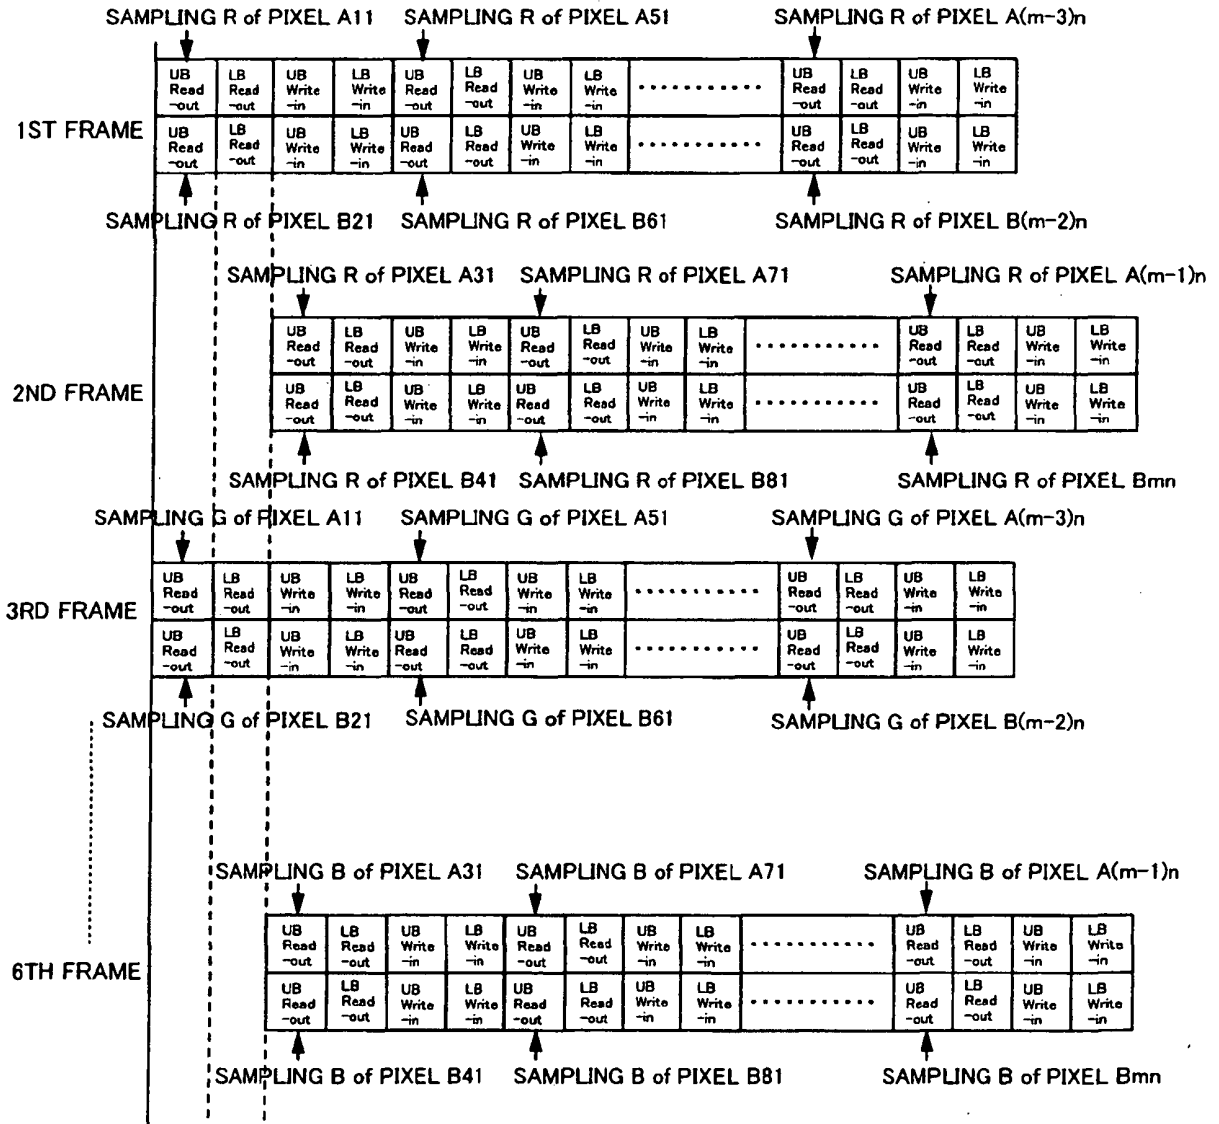 SAMPLING R of PIXEL A11 SAMPLING R of PIXEL A51 SAMPLING R of PIXEL A(m-3)n
UB LB UB LB UB LB UB LB UB LB UB LB
Read Read Write Write Read Read Write Write Read Read Write Write
-out -out -in -in -out -out -in -in ............ -out -out -in -in
1ST FRAME
UB LB UB LB UB LB UB LB UB LB UB LB
Read Read Write Write Read Read Write Write Read Read Write Write
-out -out -in -in -out -out -in -in ............ -out -out -in -in
SAMPLING R of PIXEL B21 SAMPLING R of PIXEL B61 SAMPLING R of PIXEL B(m-2)n
SAMPLING R of PIXEL A31 SAMPLING R of PIXEL A71 SAMPLING R of PIXEL A(m-1)n
UB LB UB LB UB LB UB LB UB LB UB LB
Read Read Write Write Read Read Write Write Read Read Write Write
-out -out -in -in -out -out -in -in ............ -out -out -in -in
2ND FRAME
UB LB UB LB UB LB UB LB UB LB UB LB
Read Read Write Write Read Read Write Write Read Read Write Write
-out -out -in -in -out -out -in -in ............ -out -out -in -in
SAMPLING R of PIXEL B41 SAMPLING R of PIXEL B81 SAMPLING R of PIXEL Bmn
SAMPLING G of PIXEL A11 SAMPLING G of PIXEL A51 SAMPLING G of PIXEL A(m-3)n
UB LB UB LB UB LB UB LB UB LB UB LB
Read Read Write Write Read Read Write Write Read Read Write Write
-out -out -in -in -out -out -in -in ............ -out -out -in -in
3RD FRAME
UB LB UB LB UB LB UB LB UB LB UB LB
Read Read Write Write Read Read Write Write Read Read Write Write
-out -out -in -in -out -out -in -in ............ -out -out -in -in
SAMPLING G of PIXEL B21 SAMPLING G of PIXEL B61 SAMPLING G of PIXEL B(m-2)n
SAMPLING B of PIXEL A31 SAMPLING B of PIXEL A71 SAMPLING B of PIXEL A(m-1)n
UB LB UB LB UB LB UB LB UB LB UB LB
Read Read Write Write Read Read Write Write Read Read Write Write
-out -out -in -in -out -out -in -in ............ -out -out -in -in
6TH FRAME
UB LB UB LB UB LB UB LB UB LB UB LB
Read Read Write Write Read Read Write Write Read Read Write Write
-out -out -in -in -out -out -in -in ............ -out -out -in -in
SAMPLING B of PIXEL B41 SAMPLING B of PIXEL B81 SAMPLING B of PIXEL Bmn